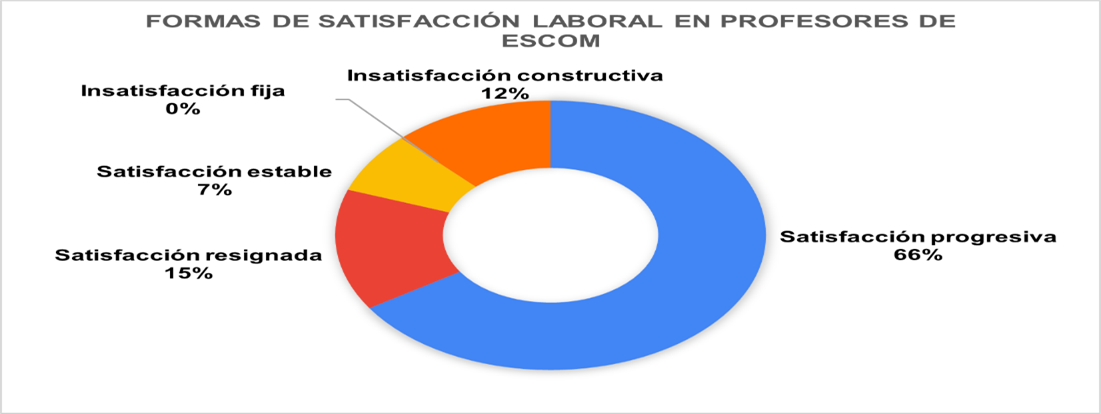 FORMAS DE SATISFACCIÓN LABORAL EN PROFESORES DE
ESCOM
Insatisfacción constructiva
12%
Insatisfacción fija
0%
Satisfacción estable
7%
Satisfacción resignada
15%
Satisfacción progresiva
66%